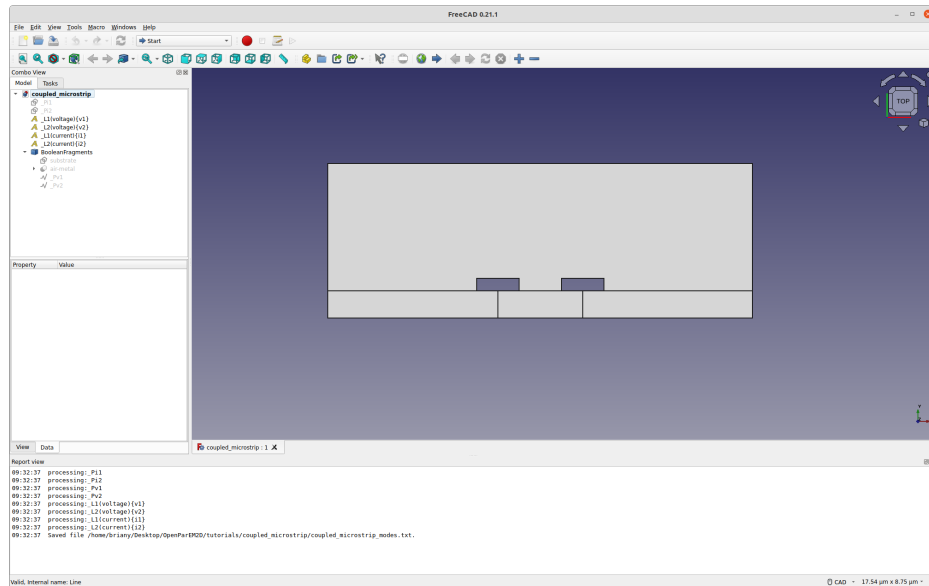 FreeCAD 0.21.1
File Edit View Tools Macro Windows Help
Start
Combo View
Model Tasks
coupled_microstrip
_Pi1
_Pi2
_L1(voltage){v1}
_L2(voltage){v2}
_L1(current){i1}
_L2(current){i2}
BooleanFragments
substrate
air-metal
_Pv1
_Pv2
TOP
Property Value
View Data
coupled_microstrip : 1
Report view
09:32:37 processing:_Pi1
09:32:37 processing:_Pi2
09:32:37 processing:_Pv1
09:32:37 processing:_Pv2
09:32:37 processing:_L1(voltage){v1}
09:32:37 processing:_L2(voltage){v2}
09:32:37 processing:_L1(current){i1}
09:32:37 processing:_L2(current){i2}
09:32:37 Saved file /home/briany/Desktop/OpenParEM2D/tutorials/coupled_microstrip/coupled_microstrip_modes.txt.
Valid, Internal name: Line
CAD
17.54 µm x 8.75 µm